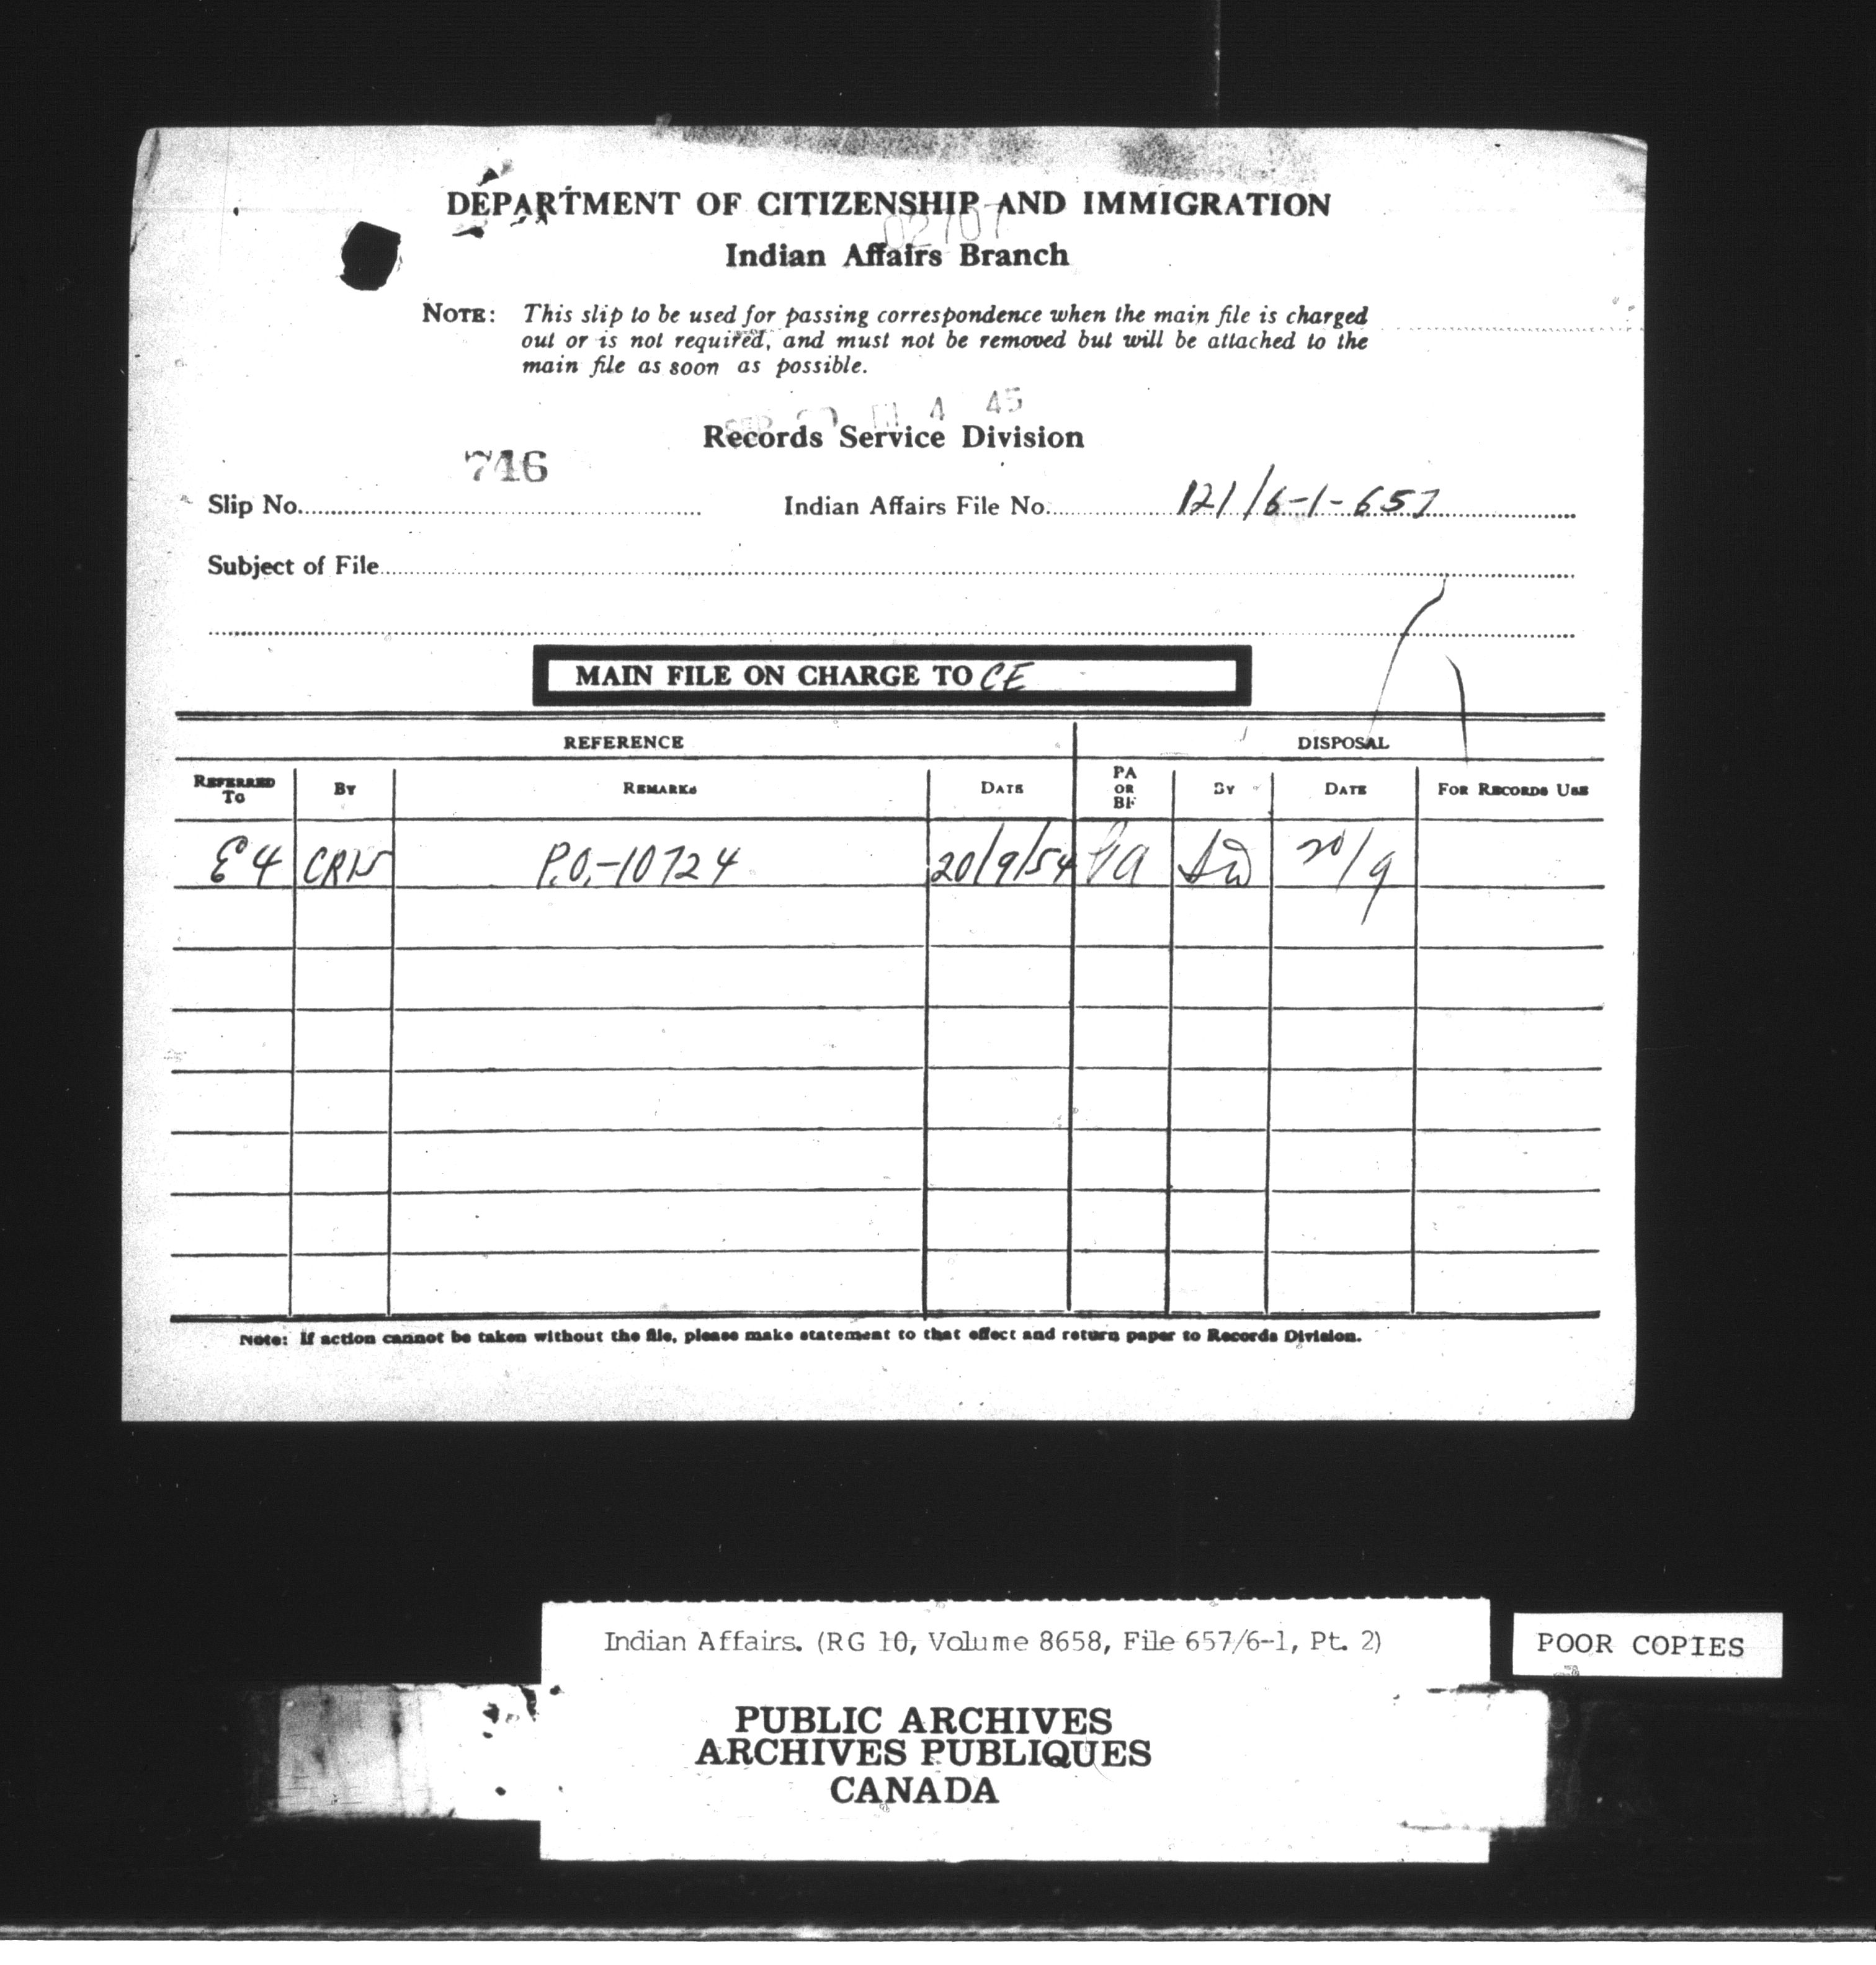 DEPARTMENT OF CITIZENSHIP AND IMMIGRATION
Indian Affairs Branch
NOTE: This slip to be used for passing correspondence when the main file is charged
out or is not required, and must not be removed but will be attached to the
main file as soon as possible.
4 45
Records Service Division
746
Slip No. Indian Affairs File No. 121/6-1-657
Subject of File
MAIN FILE ON CHARGE TO CE
REFERENCE DISPOSAL
REFERRED TO BY REMARKS DATE PA OR BF BY DATE FOR RECORDS USE
E4 P.O.-10724 20/9/54 Pa 20/9
Note: If action cannot be taken without the file, please make statement to that effect and return paper to Records Division.
Indian Affairs. (RG 10, Volume 8658, File 657/6-1, Pt. 2)
POOR COPIES
PUBLIC ARCHIVES
ARCHIVES PUBLIQUES
CANADA